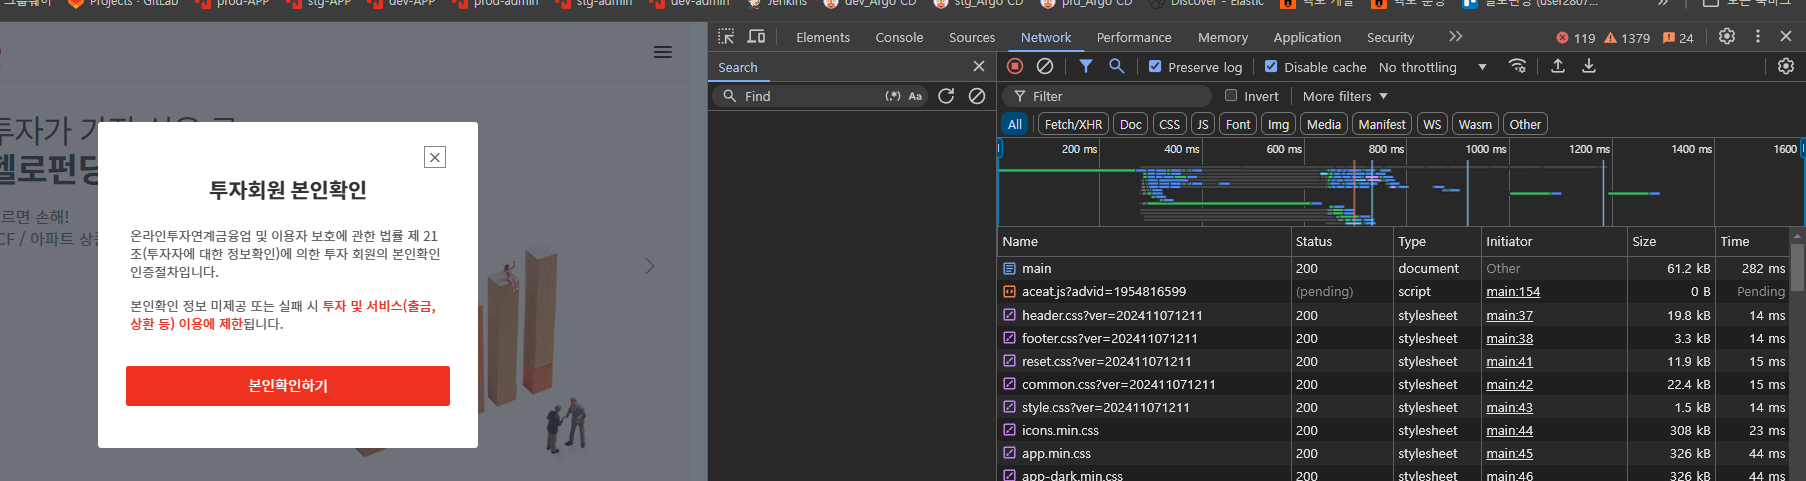 그룹웨어 Projects · GitLab prod-APP stg-APP dev-APP prod-admin stg-admin dev-admin Jenkins dev_Argo CD stg_Argo CD prd_Argo CD Discover - Elastic
Elements Console Sources Network Performance Memory Application Security 119 1379 24
Search
Preserve log Disable cache No throttling
Find (.*) Aa
Filter Invert More filters
All Fetch/XHR Doc CSS JS Font Img Media Manifest WS Wasm Other
200 ms 400 ms 600 ms 800 ms 1000 ms 1200 ms 1400 ms 1600
투자가
헬로펀딩
르면 손해!
CF / 아파트 상품
투자회원 본인확인
온라인투자연계금융업 및 이용자 보호에 관한 법률 제 21
조(투자자에 대한 정보확인)에 의한 투자 회원의 본인확인
인증절차입니다.
본인확인 정보 미제공 또는 실패 시 투자 및 서비스(출금,
상환 등) 이용에 제한됩니다.
본인확인하기
Name Status Type Initiator Size Time
main 200 document Other 61.2 kB 282 ms
aceat.js?advid=1954816599 (pending) script main:154 0 B Pending
header.css?ver=202411071211 200 stylesheet main:37 19.8 kB 14 ms
footer.css?ver=202411071211 200 stylesheet main:38 3.3 kB 14 ms
reset.css?ver=202411071211 200 stylesheet main:41 11.9 kB 15 ms
common.css?ver=202411071211 200 stylesheet main:42 22.4 kB 15 ms
style.css?ver=202411071211 200 stylesheet main:43 1.5 kB 14 ms
icons.min.css 200 stylesheet main:44 308 kB 23 ms
app.min.css 200 stylesheet main:45 326 kB 44 ms
app-dark.min.css 200 stylesheet main:46 326 kB 44 ms